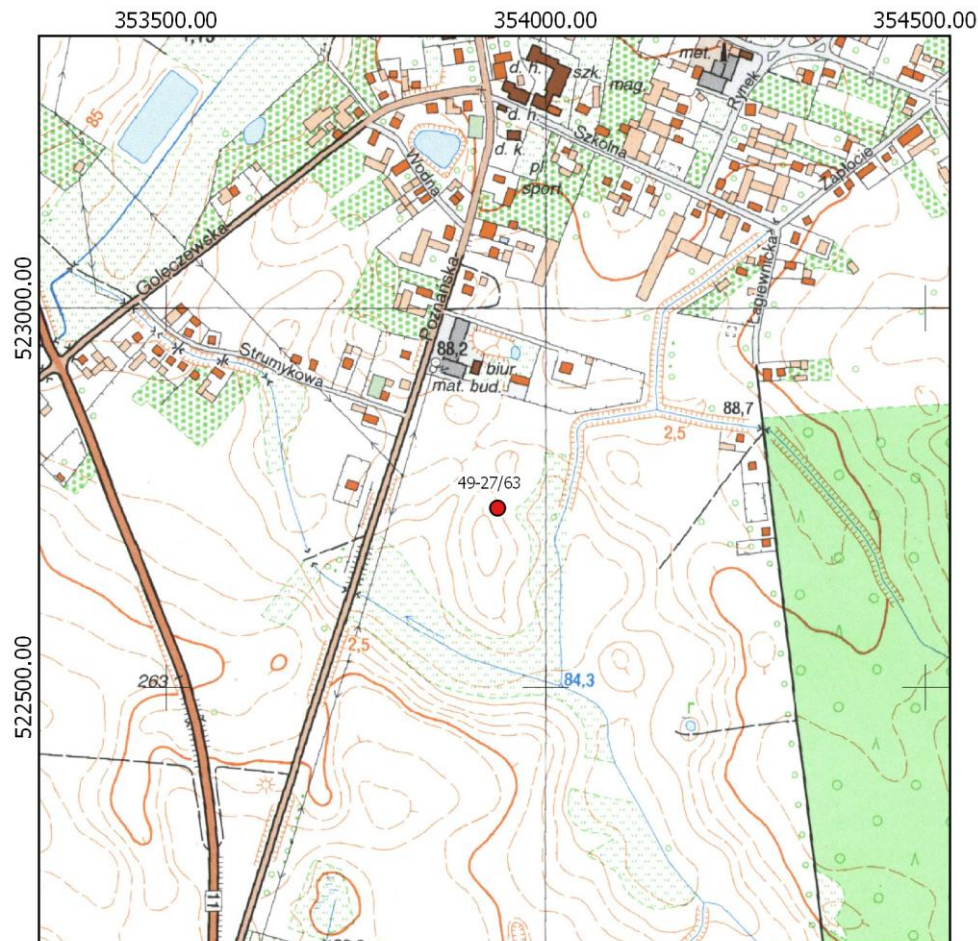 353500.00
354000.00
354500.00
85
d. h.
szk.
mag.
met.
Rynek
d. h.
Szkolna
d. k.
pl.
sport.
Wodna
Zapłocie
Goleczewska
Poznańska
Łagiewnicka
523000.00
88,2
biur.
mat. bud.
Strumykowa
88,7
2,5
49-27/63
2,5
263
84,3
522500.00
r
11